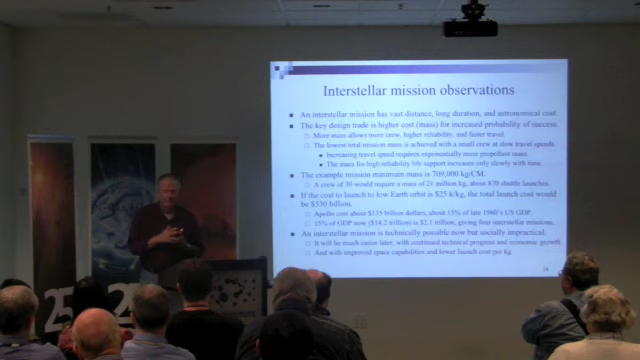 Interstellar mission observations
An interstellar mission has vast distance, long duration, and astronomical cost.
The key design trade is higher cost (mass) for increased probability of success.
More mass allows more crew, higher reliability, and faster travel.
The lowest total mission mass is achieved with a small crew at slow travel speeds.
Increasing travel speed requires exponentially more propellant mass.
The mass for high reliability life support increases only slowly with time.
The example mission minimum mass is 709,000 kg/CM.
A crew of 30 would require a mass of 21 million kg, about 870 shuttle launches.
If the cost to launch to low Earth orbit is $25 k/kg, the total launch cost would
be $530 billion.
Apollo cost about $135 billion dollars, about 15% of late 1960's US GDP.
15% of GDP now ($14.2 trillion) is $2.1 trillion, giving four interstellar missions.
An interstellar mission is technically possible now but socially impractical.
It will be much easier later, with continued technical progress and economic growth.
And with improved space capabilities and lower launch cost per kg.